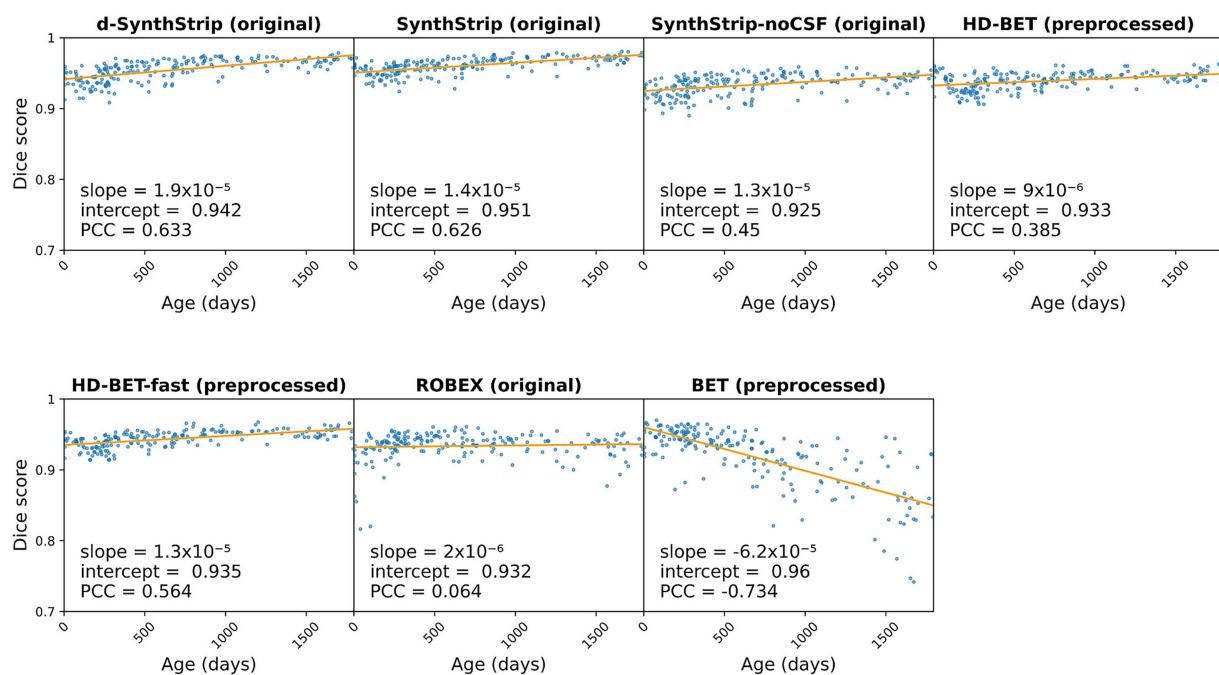 d-SynthStrip (original) SynthStrip (original) SynthStrip-noCSF (original) HD-BET (preprocessed)
1
0.9
0.8
0.7
Dice score
slope = 1.9x10⁻⁵
intercept = 0.942
PCC = 0.633
slope = 1.4x10⁻⁵
intercept = 0.951
PCC = 0.626
slope = 1.3x10⁻⁵
intercept = 0.925
PCC = 0.45
slope = 9x10⁻⁶
intercept = 0.933
PCC = 0.385
0 500 1000 1500 0 500 1000 1500 0 500 1000 1500 0 500 1000 1500
Age (days) Age (days) Age (days) Age (days)
HD-BET-fast (preprocessed) ROBEX (original) BET (preprocessed)
1
0.9
0.8
0.7
Dice score
slope = 1.3x10⁻⁵
intercept = 0.935
PCC = 0.564
slope = 2x10⁻⁶
intercept = 0.932
PCC = 0.064
slope = -6.2x10⁻⁵
intercept = 0.96
PCC = -0.734
0 500 1000 1500 0 500 1000 1500 0 500 1000 1500
Age (days) Age (days) Age (days)